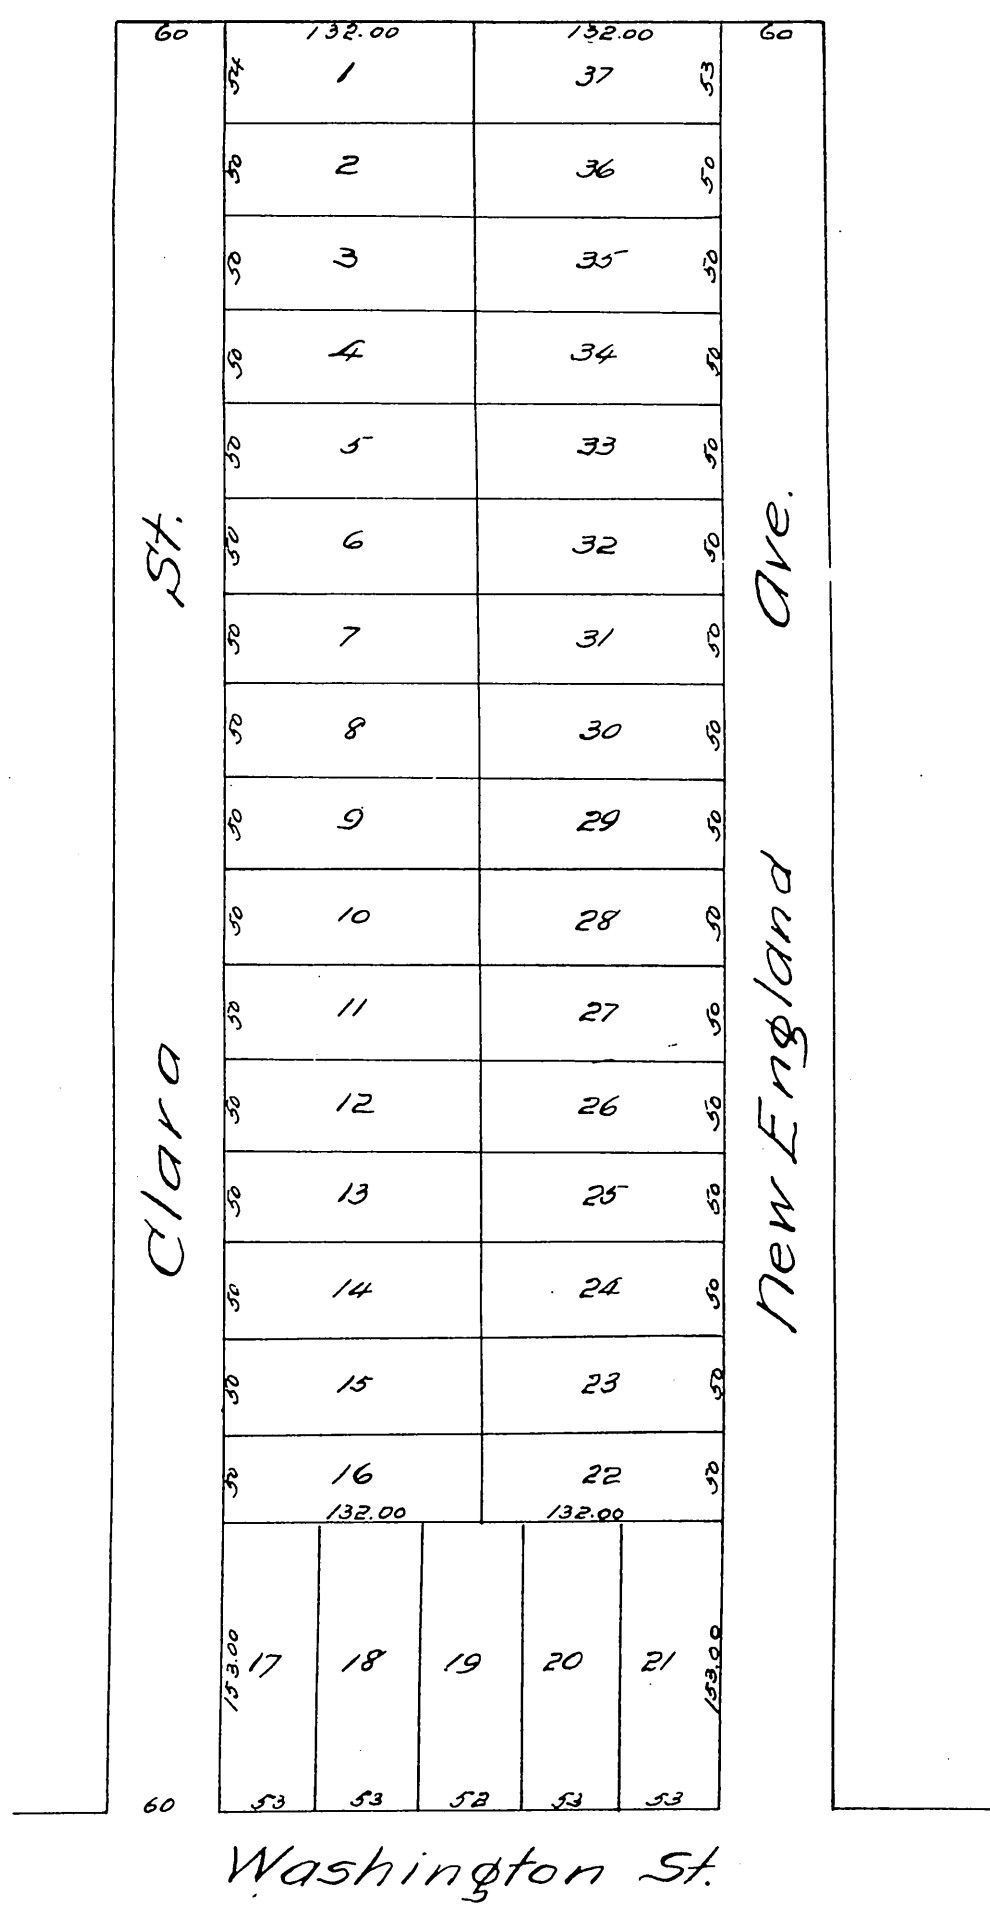 60 132.00 132.00 60
54 1 37 53
50 2 36 50
50 3 35 50
50 4 34 50
50 5 33 50
50 6 32 50
50 7 31 50
50 8 30 50
50 9 29 50
50 10 28 50
50 11 27 50
50 12 26 50
50 13 25 50
50 14 24 50
50 15 23 50
50 16 22 50
132.00 132.00
153.00 17 18 19 20 21 153.00
60 53 53 52 53 53
Clara St.
New England Ave.
Washington St.